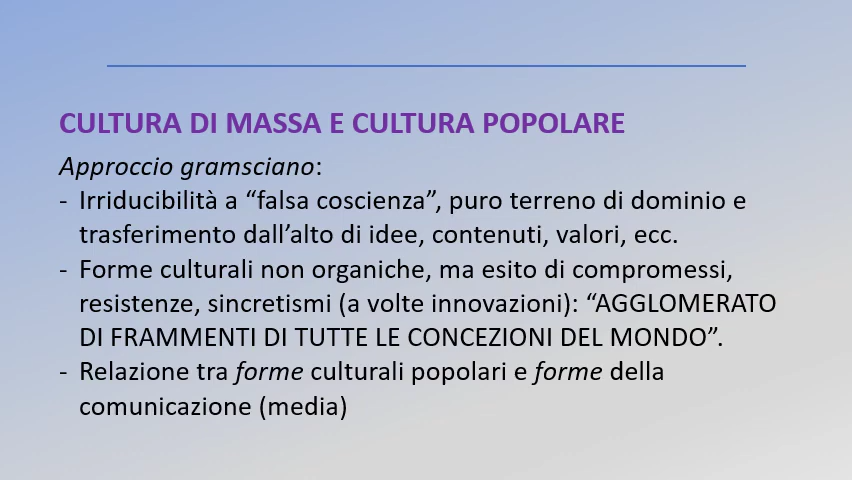 CULTURA DI MASSA E CULTURA POPOLARE
Approccio gramsciano:
- Irriducibilità a “falsa coscienza”, puro terreno di dominio e
trasferimento dall’alto di idee, contenuti, valori, ecc.
- Forme culturali non organiche, ma esito di compromessi,
resistenze, sincretismi (a volte innovazioni): “AGGLOMERATO
DI FRAMMENTI DI TUTTE LE CONCEZIONI DEL MONDO”.
- Relazione tra forme culturali popolari e forme della
comunicazione (media)